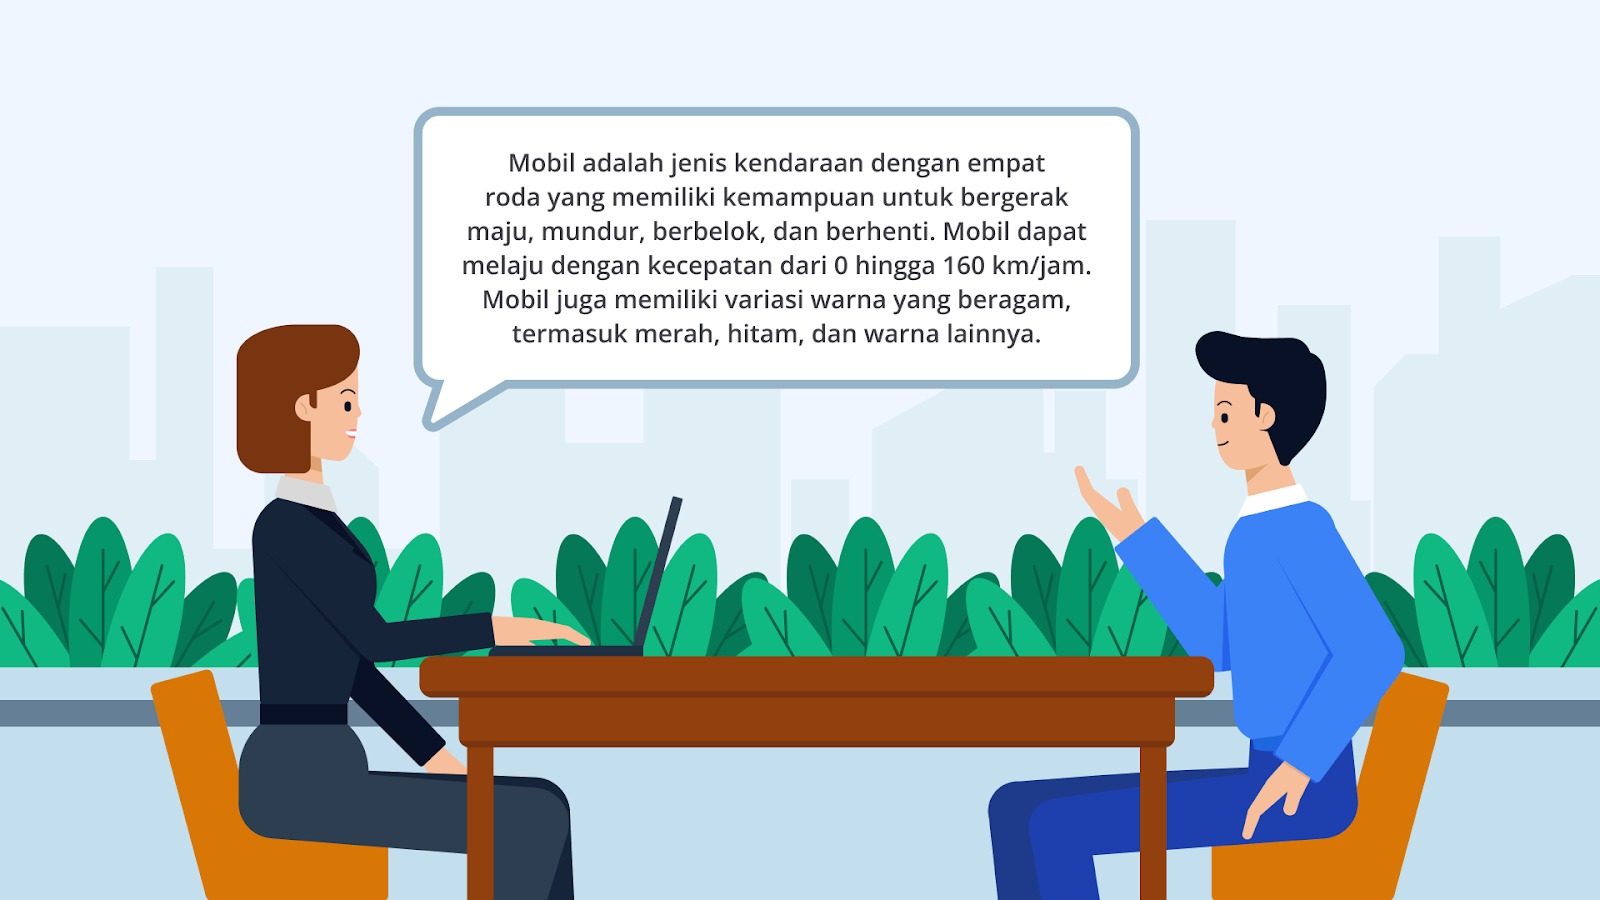 Mobil adalah jenis kendaraan dengan empat
roda yang memiliki kemampuan untuk bergerak
maju, mundur, berbelok, dan berhenti. Mobil dapat
melaju dengan kecepatan dari 0 hingga 160 km/jam.
Mobil juga memiliki variasi warna yang beragam,
termasuk merah, hitam, dan warna lainnya.